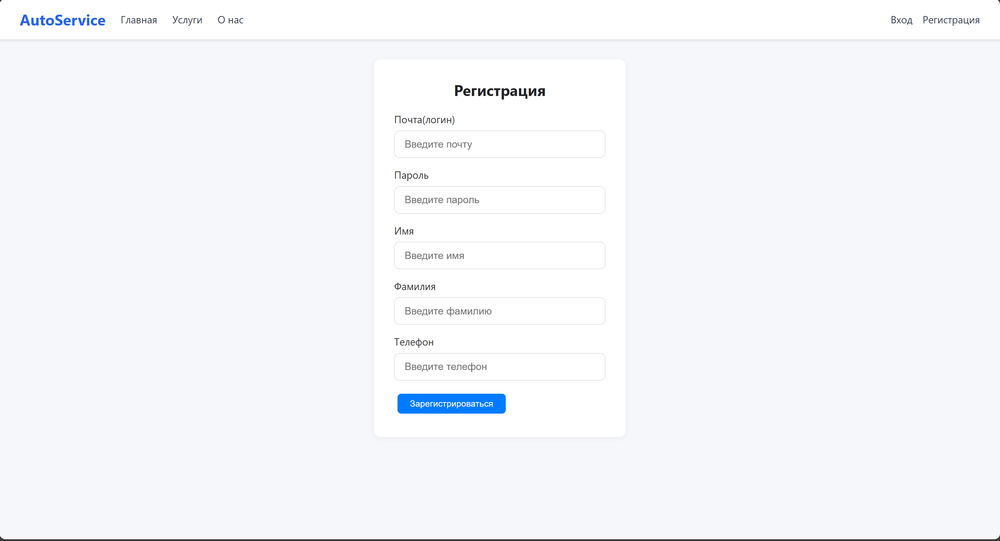 AutoService Главная Услуги О нас Вход Регистрация
Регистрация
Почта(логин)
Введите почту
Пароль
Введите пароль
Имя
Введите имя
Фамилия
Введите фамилию
Телефон
Введите телефон
Зарегистрироваться